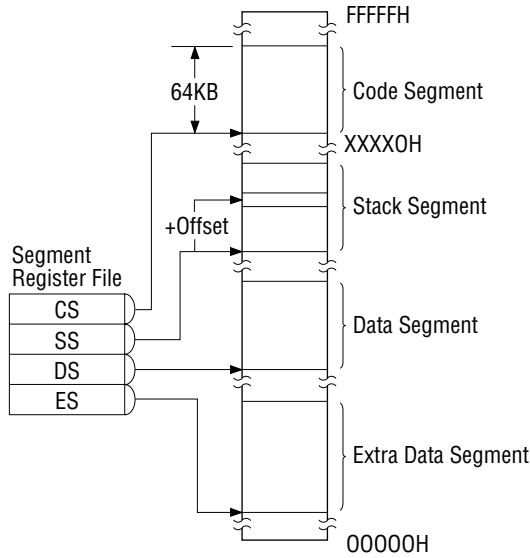 FFFFFH
64KB
Code Segment
XXXX0H
Stack Segment
+Offset
Segment
Register File
CS
SS
DS
ES
Data Segment
Extra Data Segment
00000H